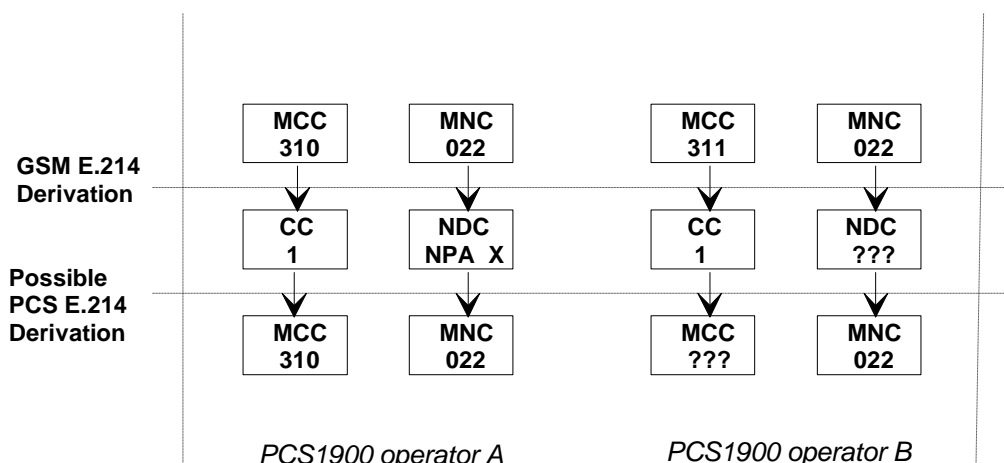 MCC
310
MNC
022
MCC
311
MNC
022
GSM E.214
Derivation
CC
1
NDC
NPA X
CC
1
NDC
???
Possible
PCS E.214
Derivation
MCC
310
MNC
022
MCC
???
MNC
022
PCS1900 operator A
PCS1900 operator B